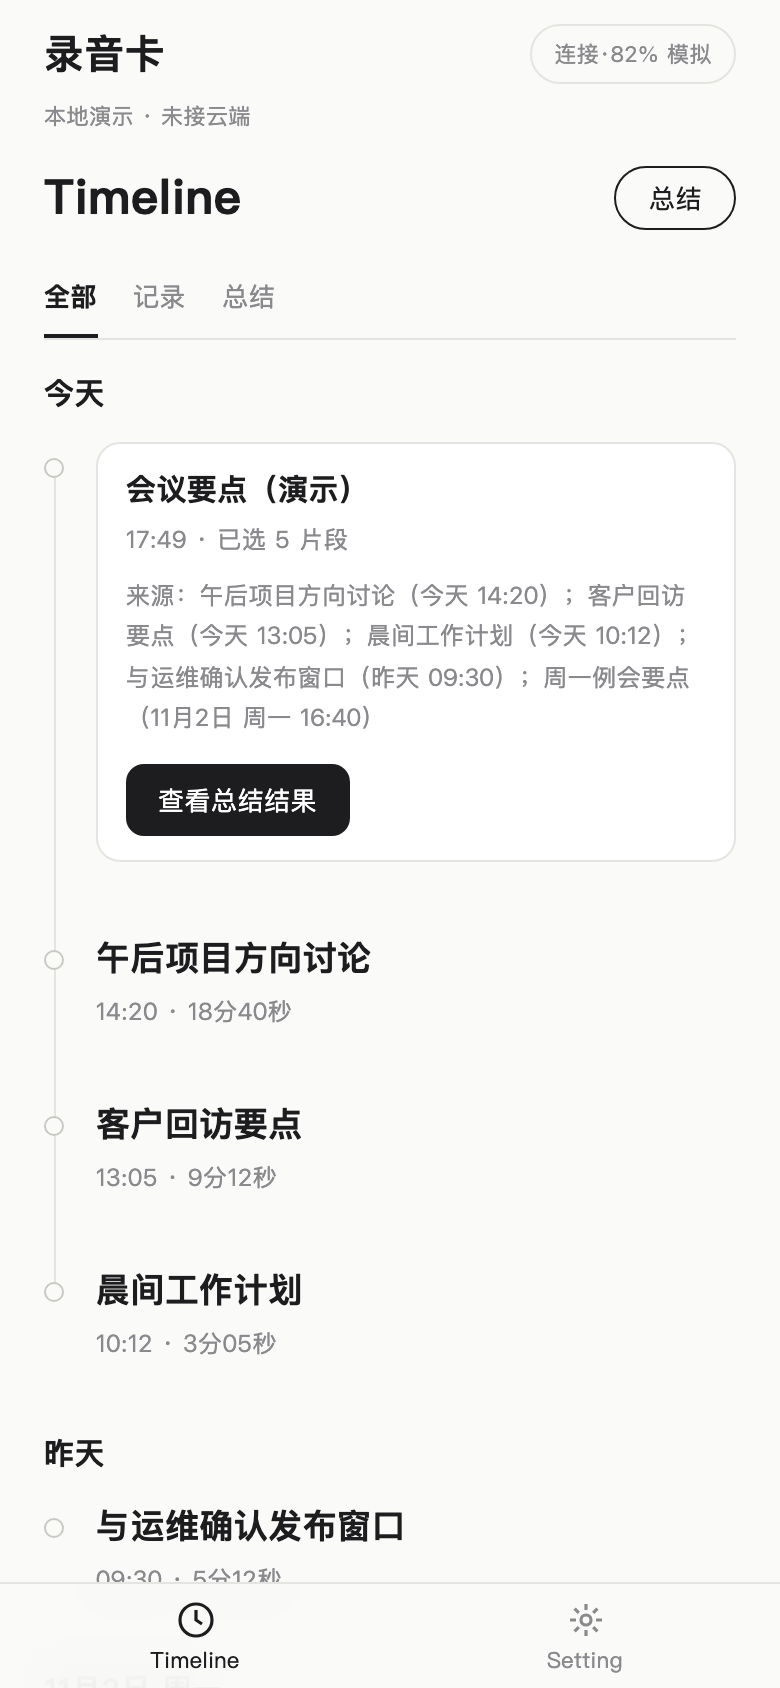 录音卡
连接·82% 模拟
本地演示 · 未接云端
Timeline
总结
全部 记录 总结
今天
会议要点（演示）
17:49 · 已选 5 片段
来源：午后项目方向讨论（今天 14:20）；客户回访
要点（今天 13:05）；晨间工作计划（今天 10:12）；
与运维确认发布窗口（昨天 09:30）；周一例会要点
（11月2日 周一 16:40）
查看总结结果
午后项目方向讨论
14:20 · 18分40秒
客户回访要点
13:05 · 9分12秒
晨间工作计划
10:12 · 3分05秒
昨天
与运维确认发布窗口
09:30 · 5分12秒
11月2日 周一
Timeline
Setting